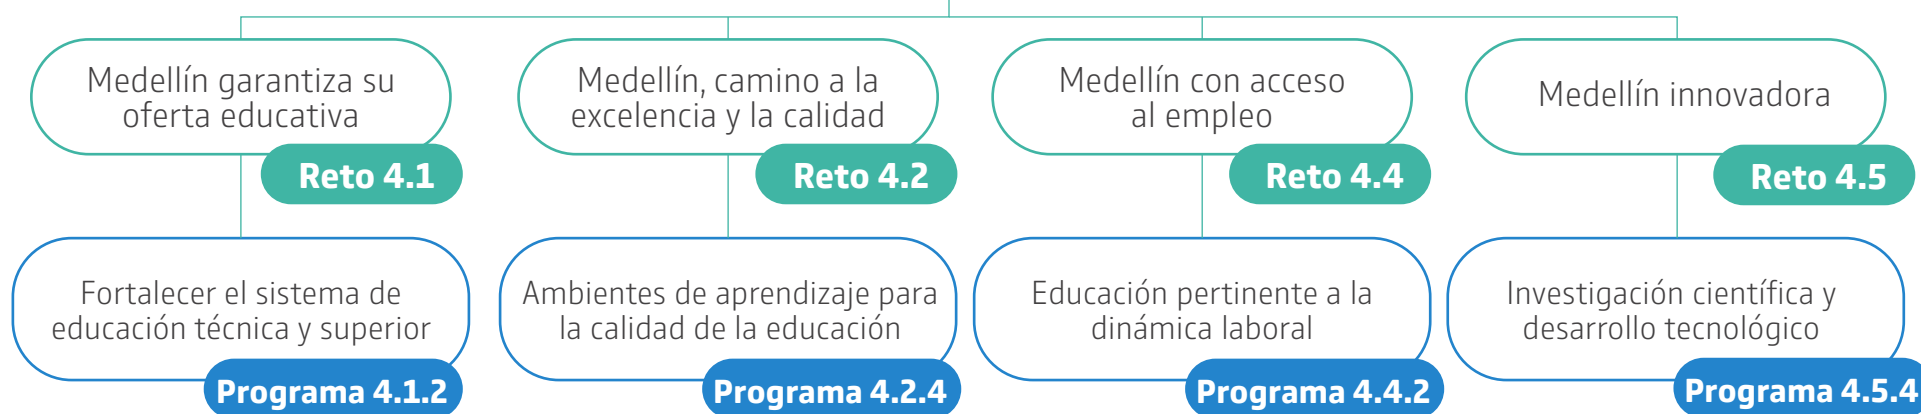 Medellín garantiza su
oferta educativa
Reto 4.1
Medellín, camino a la
excelencia y la calidad
Reto 4.2
Medellín con acceso
al empleo
Reto 4.4
Medellín innovadora
Reto 4.5
Fortalecer el sistema de
educación técnica y superior
Programa 4.1.2
Ambientes de aprendizaje para
la calidad de la educación
Programa 4.2.4
Educación pertinente a la
dinámica laboral
Programa 4.4.2
Investigación científica y
desarrollo tecnológico
Programa 4.5.4